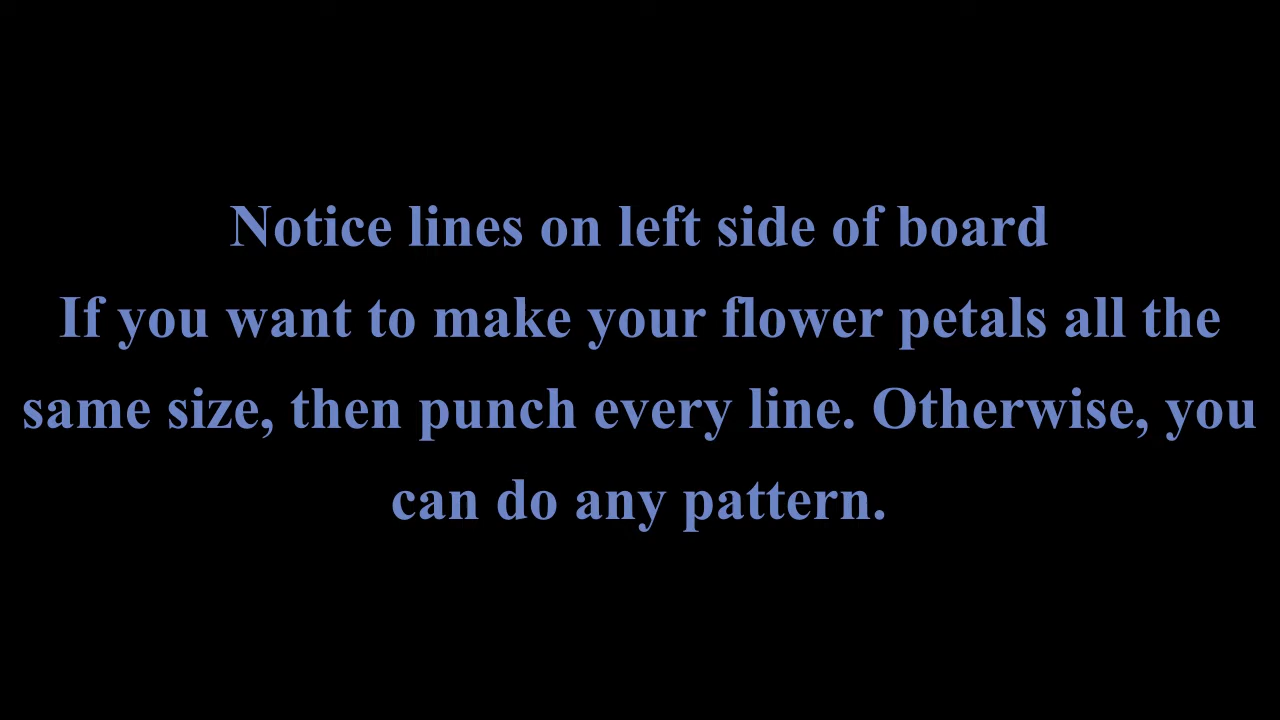 Notice lines on left side of board
If you want to make your flower petals all the
same size, then punch every line. Otherwise, you
can do any pattern.